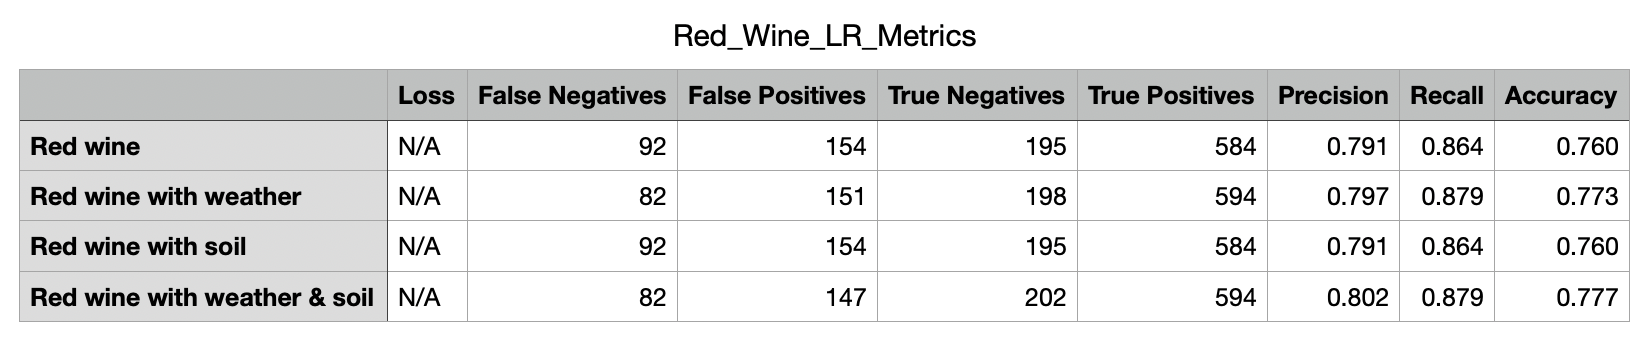 Red_Wine_LR_Metrics
Loss False Negatives False Positives True Negatives True Positives Precision Recall Accuracy
Red wine N/A 92 154 195 584 0.791 0.864 0.760
Red wine with weather N/A 82 151 198 594 0.797 0.879 0.773
Red wine with soil N/A 92 154 195 584 0.791 0.864 0.760
Red wine with weather & soil N/A 82 147 202 594 0.802 0.879 0.777